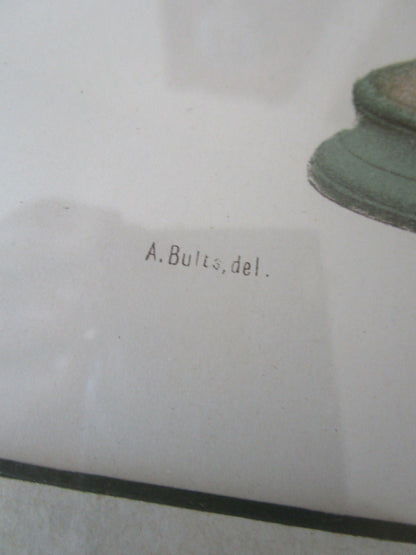 A. Bults, del.